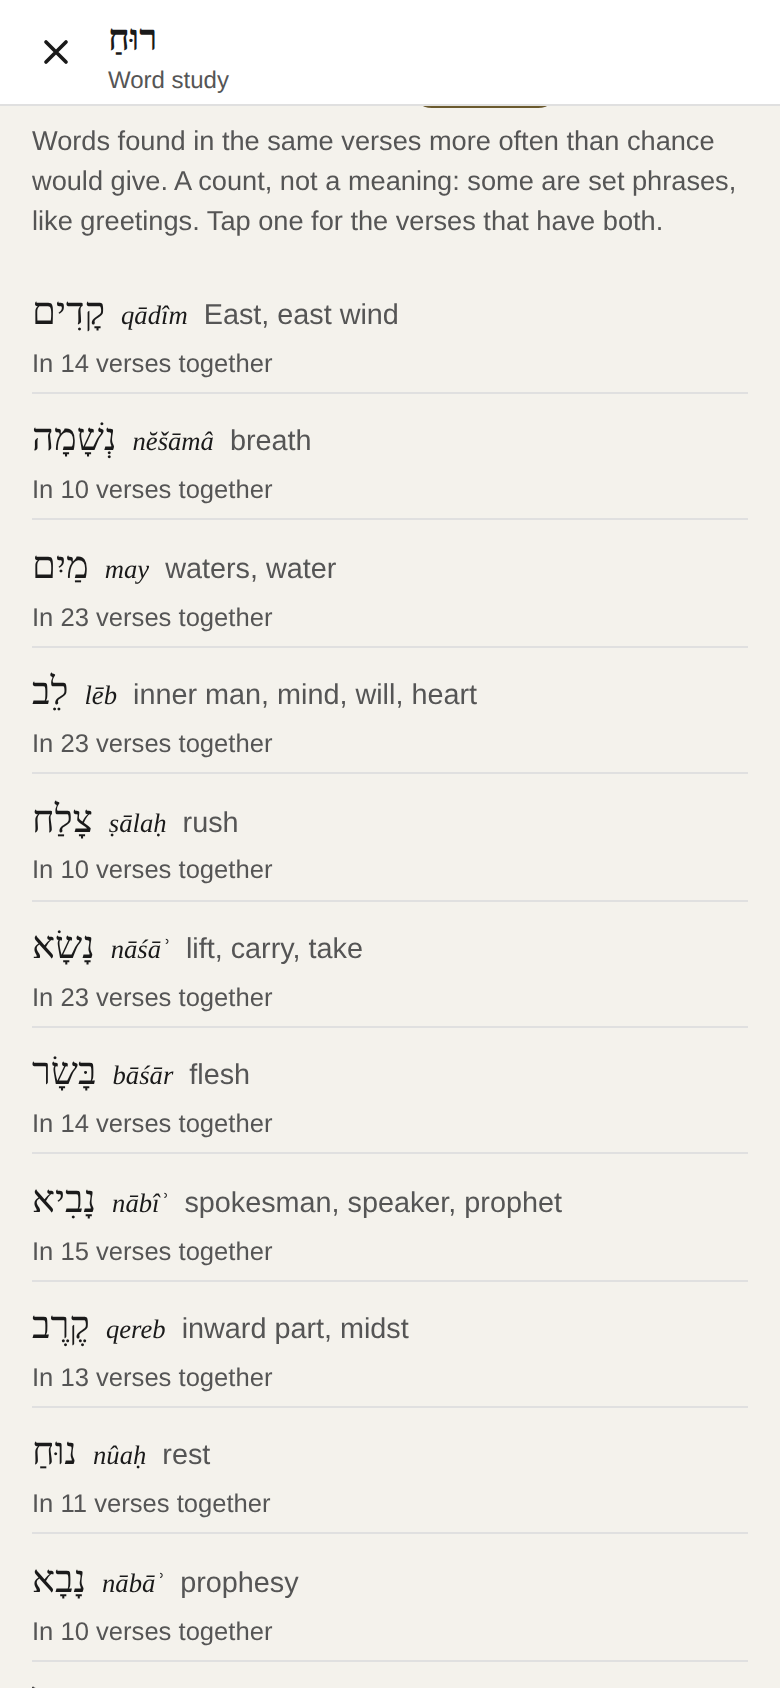 רוּחַ
Word study
Words found in the same verses more often than chance
would give. A count, not a meaning: some are set phrases,
like greetings. Tap one for the verses that have both.
קָדִים qādîm East, east wind
In 14 verses together
נְשָׁמָה nĕšāmâ breath
In 10 verses together
מַיִם may waters, water
In 23 verses together
לֵב lēb inner man, mind, will, heart
In 23 verses together
צָלַח ṣālaḥ rush
In 10 verses together
נָשָׂא nāśāʾ lift, carry, take
In 23 verses together
בָּשָׂר bāśār flesh
In 14 verses together
נָבִיא nābîʾ spokesman, speaker, prophet
In 15 verses together
קֶרֶב qereb inward part, midst
In 13 verses together
נוּחַ nûaḥ rest
In 11 verses together
נָבָא nābāʾ prophesy
In 10 verses together